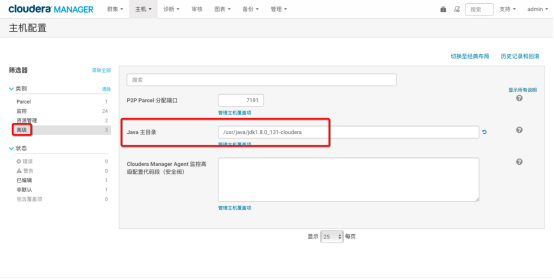 cloudera MANAGER 群集 主机 诊断 审核 图表 备份 管理 搜索 支持 admin
主机配置
切换至经典布局 历史记录和回滚
筛选器 清除全部
搜索
显示所有说明
类别 清除
Parcel 1
监控 24
资源管理 2
高级 3
状态
错误 0
警告 0
已编辑 1
非默认 1
包含覆盖项 0
P2P Parcel 分配端口 7191
管理主机覆盖项
Java 主目录 /usr/java/jdk1.8.0_131-cloudera
管理主机覆盖项
Cloudera Manager Agent 监控高
级配置代码段（安全阀）
管理主机覆盖项
显示 25 每页